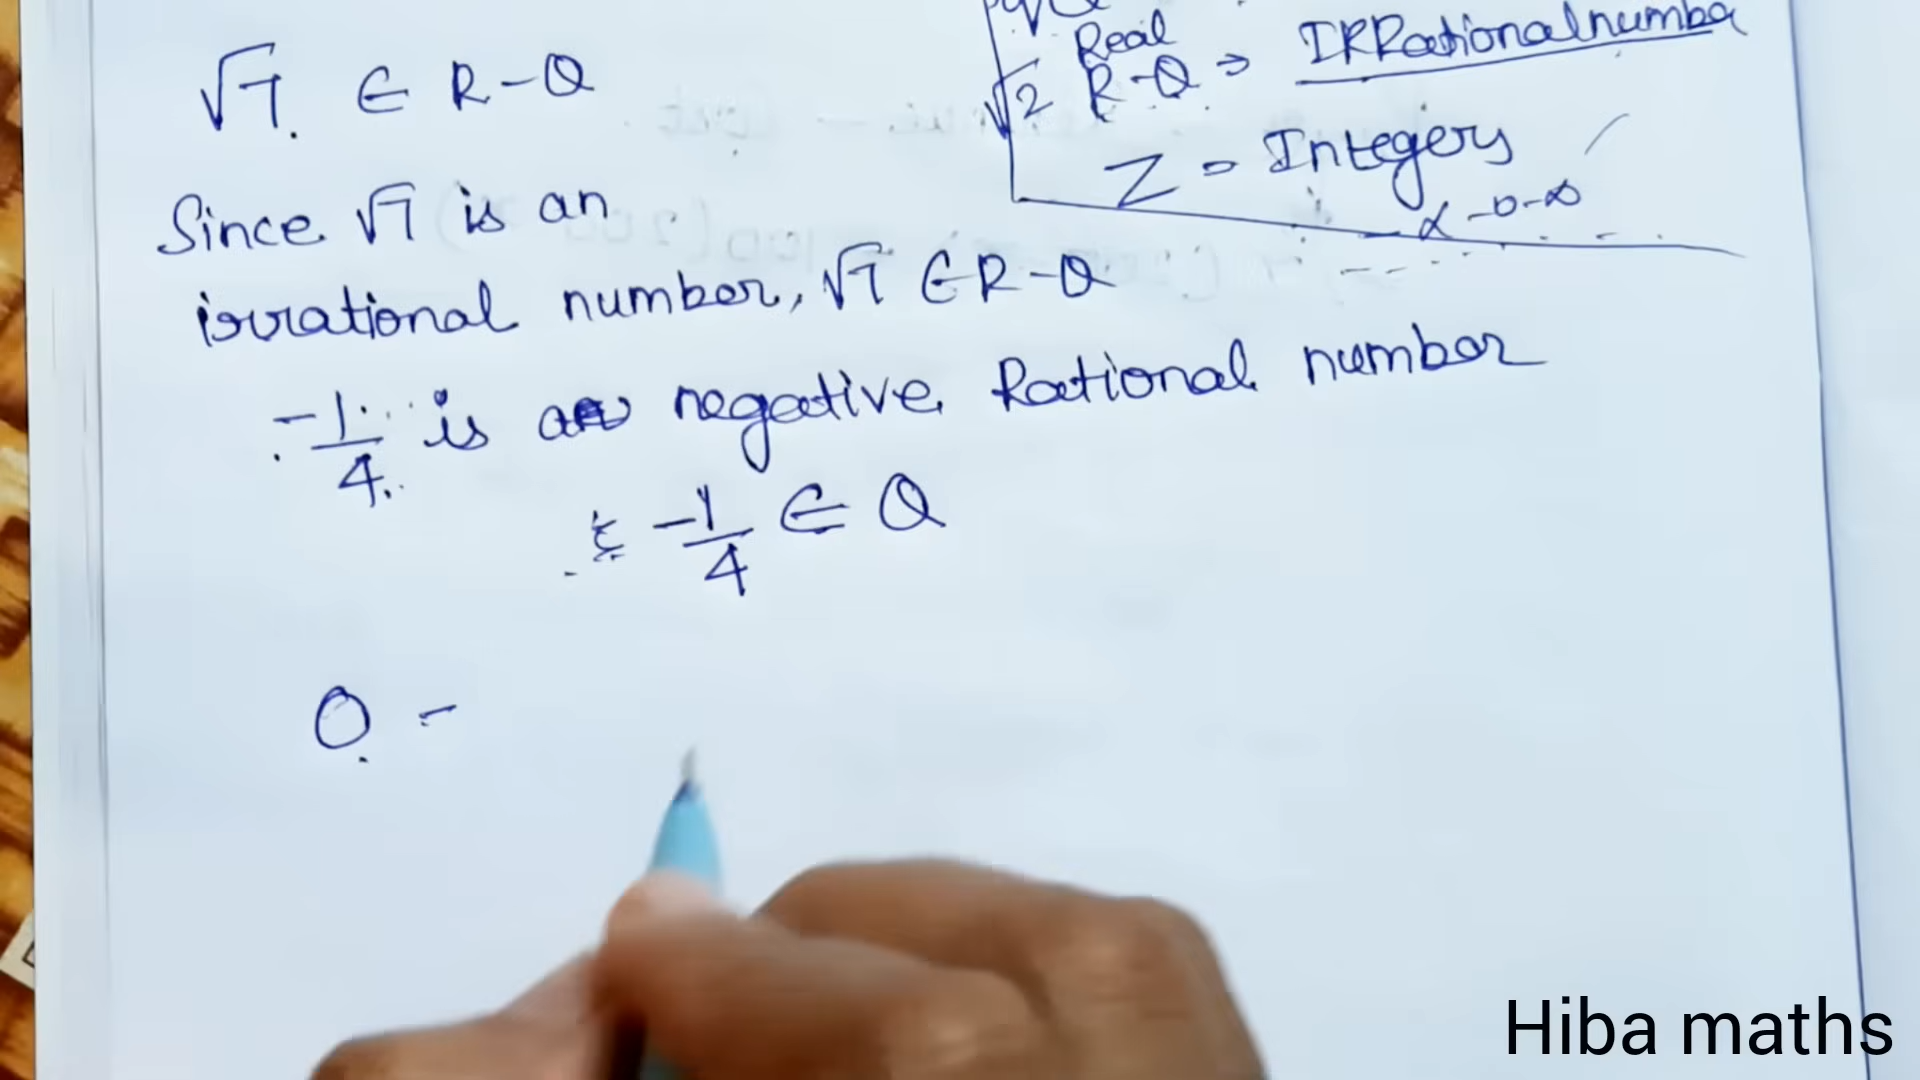 √7 ∈ R-Q
Real
√2 R-Q ⇒ IRRationalnumber
Z = Integers
Since √7 is an
irrational number, √7 ∈ R-Q
-1/4 is a negative Rational number
-1/4 ∈ Q
0 -
Hiba maths